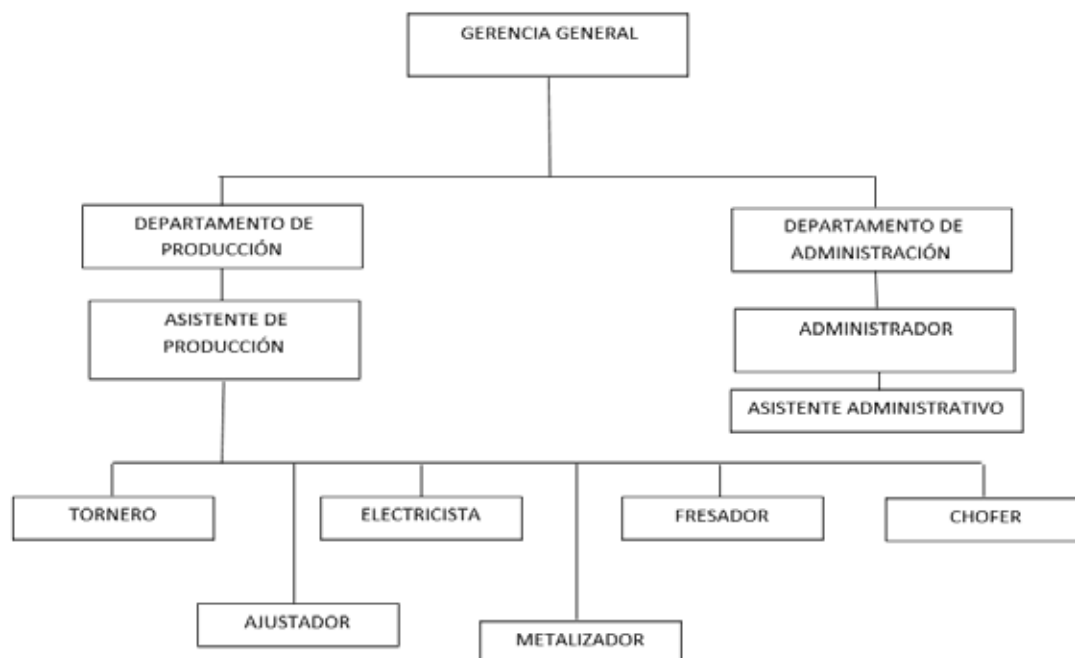 GERENCIA GENERAL
DEPARTAMENTO DE
PRODUCCIÓN
DEPARTAMENTO DE
ADMINISTRACIÓN
ASISTENTE DE
PRODUCCIÓN
ADMINISTRADOR
ASISTENTE ADMINISTRATIVO
TORNERO
ELECTRICISTA
FRESADOR
CHOFER
AJUSTADOR
METALIZADOR